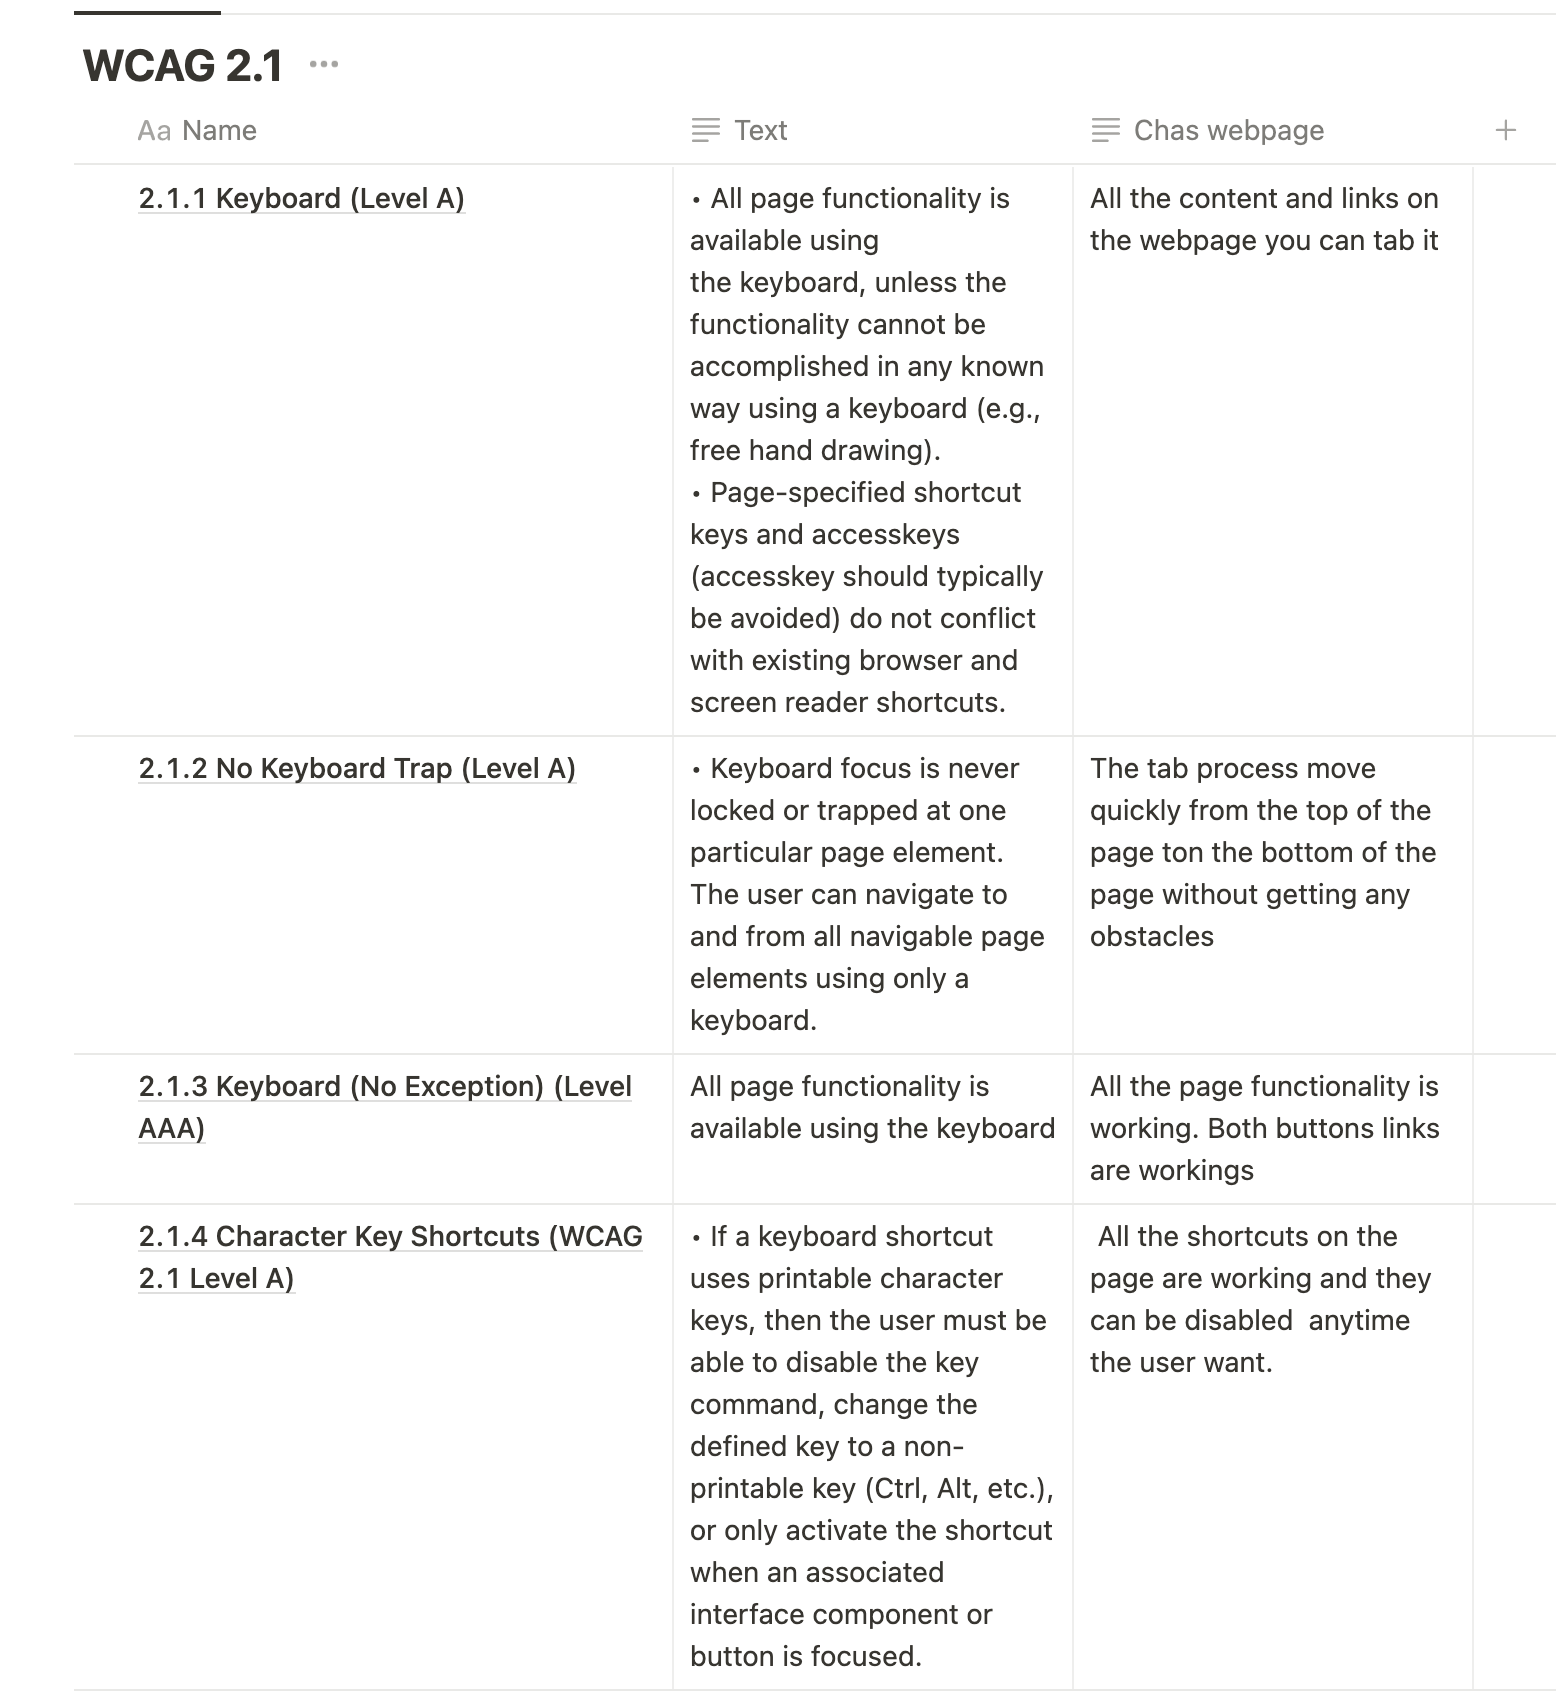 WCAG 2.1 •••
Aa Name
Text
Chas webpage
+
2.1.1 Keyboard (Level A)
• All page functionality is
available using
the keyboard, unless the
functionality cannot be
accomplished in any known
way using a keyboard (e.g.,
free hand drawing).
• Page-specified shortcut
keys and accesskeys
(accesskey should typically
be avoided) do not conflict
with existing browser and
screen reader shortcuts.
All the content and links on
the webpage you can tab it
2.1.2 No Keyboard Trap (Level A)
• Keyboard focus is never
locked or trapped at one
particular page element.
The user can navigate to
and from all navigable page
elements using only a
keyboard.
The tab process move
quickly from the top of the
page ton the bottom of the
page without getting any
obstacles
2.1.3 Keyboard (No Exception) (Level
AAA)
All page functionality is
available using the keyboard
All the page functionality is
working. Both buttons links
are workings
2.1.4 Character Key Shortcuts (WCAG
2.1 Level A)
• If a keyboard shortcut
uses printable character
keys, then the user must be
able to disable the key
command, change the
defined key to a non-
printable key (Ctrl, Alt, etc.),
or only activate the shortcut
when an associated
interface component or
button is focused.
All the shortcuts on the
page are working and they
can be disabled  anytime
the user want.